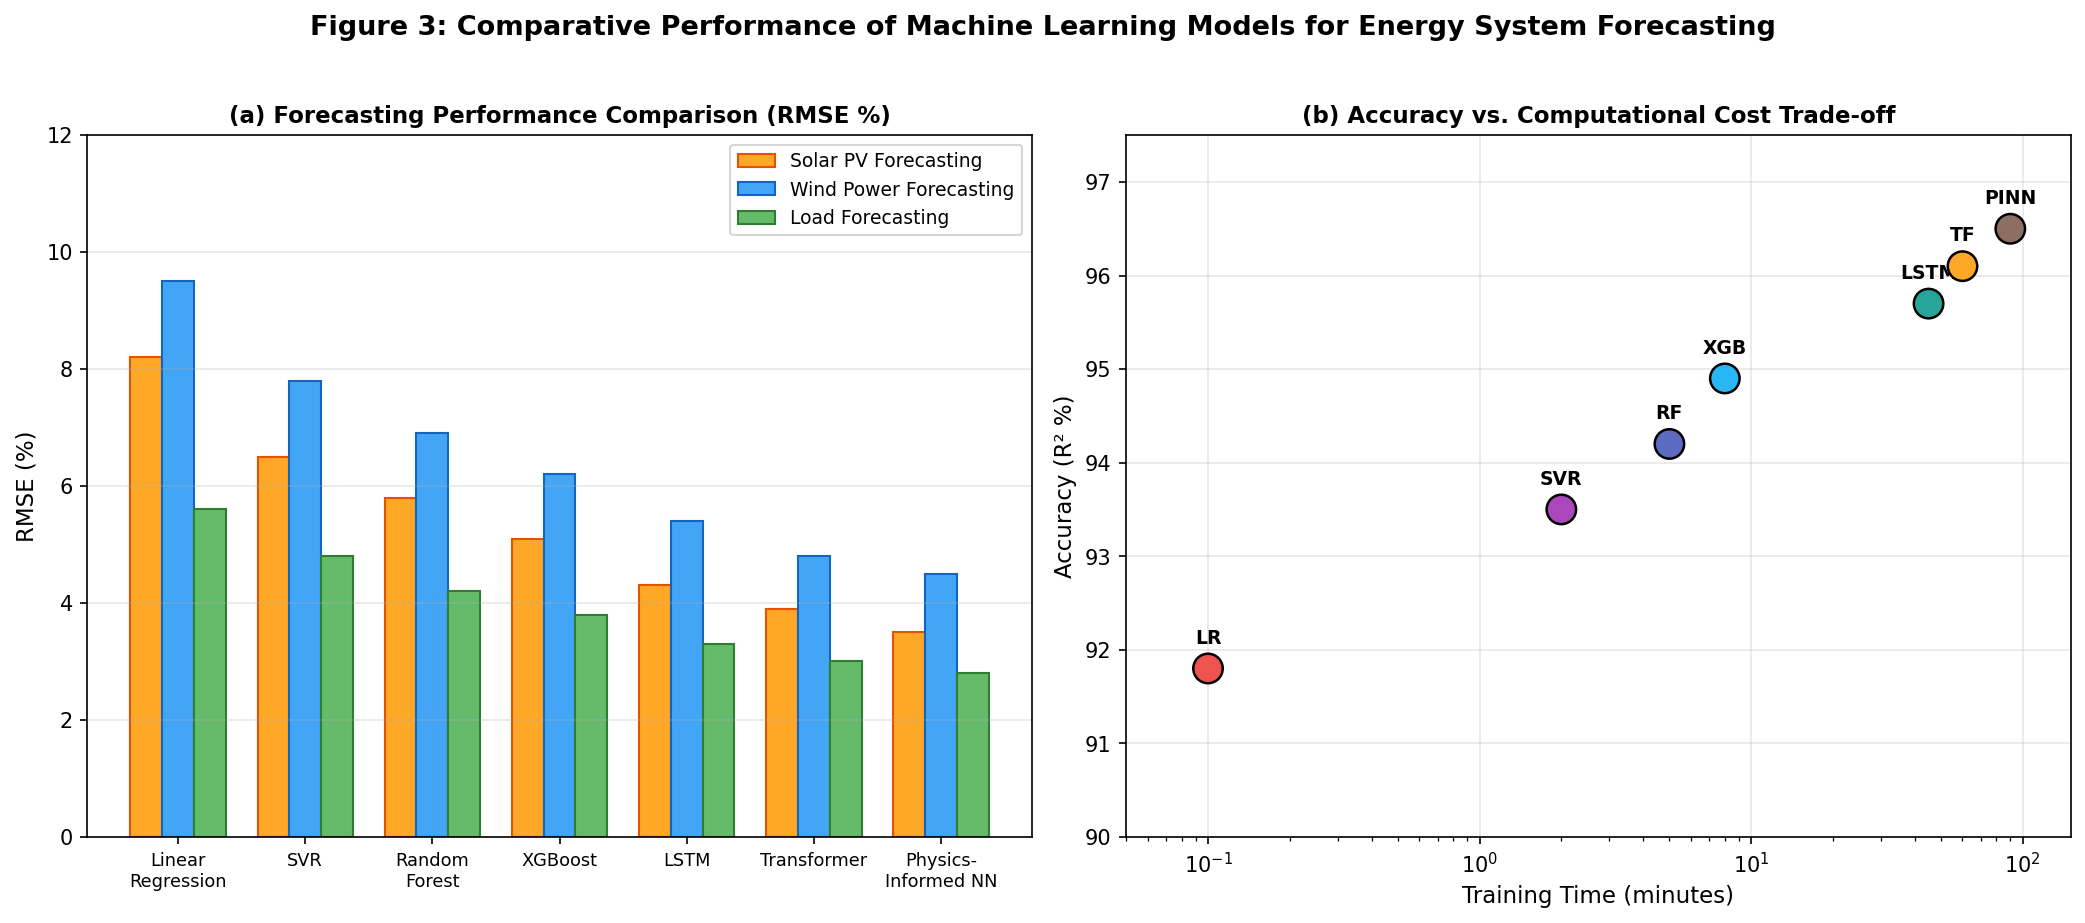 Figure 3: Comparative Performance of Machine Learning Models for Energy System Forecasting
(a) Forecasting Performance Comparison (RMSE %)
12
10
8
6
4
2
0
RMSE (%)
Solar PV Forecasting
Wind Power Forecasting
Load Forecasting
Linear
Regression
SVR
Random
Forest
XGBoost
LSTM
Transformer
Physics-
Informed NN
(b) Accuracy vs. Computational Cost Trade-off
97
96
95
94
93
92
91
90
Accuracy (R² %)
PINN
TF
LSTM
XGB
RF
SVR
LR
10⁻¹
10⁰
10¹
10²
Training Time (minutes)